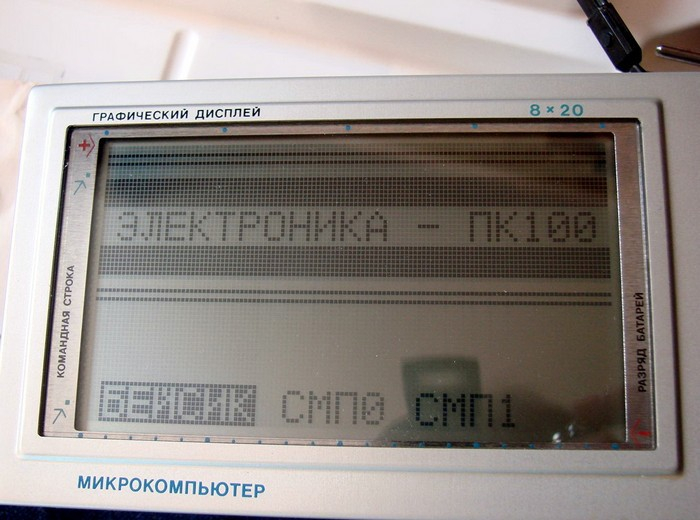 ГРАФИЧЕСКИЙ ДИСПЛЕЙ
8 × 20
КОМАНДНАЯ СТРОКА
ЭЛЕКТРОНИКА - ПК100
РАЗРЯД БАТАРЕЙ
БЕЙСИК СМП0 СМП1
МИКРОКОМПЬЮТЕР